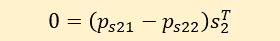 $0 = (p_{s21} - p_{s22})s_2^T$